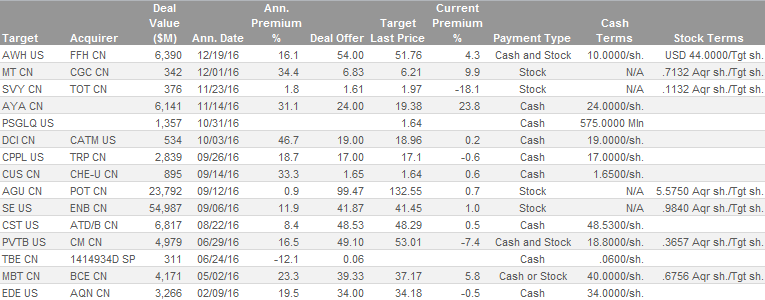 Deal Ann. Target Current Cash
Value Premium Last Price Premium Terms
Target Acquirer ($M) Ann. Date % Deal Offer % Payment Type Stock Terms
AWH US FFH CN 6,390 12/19/16 16.1 54.00 51.76 4.3 Cash and Stock 10.0000/sh. USD 44.0000/Tgt sh.
MT CN CGC CN 342 12/01/16 34.4 6.83 6.21 9.9 Stock N/A .7132 Aqr sh./Tgt sh.
SVY CN TOT CN 376 11/23/16 1.8 1.61 1.97 -18.1 Stock N/A .1132 Aqr sh./Tgt sh.
AYA CN 6,141 11/14/16 31.1 24.00 19.38 23.8 Cash 24.0000/sh.
PSGLQ US 1,357 10/31/16 1.64 Cash 575.0000 Mln
DCI CN CATM US 534 10/03/16 46.7 19.00 18.96 0.2 Cash 19.0000/sh.
CPPL US TRP CN 2,839 09/26/16 18.7 17.00 17.1 -0.6 Cash 17.0000/sh.
CUS CN CHE-U CN 895 09/14/16 33.3 1.65 1.64 0.6 Cash 1.6500/sh.
AGU CN POT CN 23,792 09/12/16 0.9 99.47 132.55 0.7 Stock N/A 5.5750 Aqr sh./Tgt sh.
SE US ENB CN 54,987 09/06/16 11.9 41.87 41.45 1.0 Stock N/A .9840 Aqr sh./Tgt sh.
CST US ATD/B CN 6,817 08/22/16 8.4 48.53 48.29 0.5 Cash 48.5300/sh.
PVTB US CM CN 4,979 06/29/16 16.5 49.10 53.01 -7.4 Cash and Stock 18.8000/sh. .3657 Aqr sh./Tgt sh.
TBE CN 1414934D SP 311 06/24/16 -12.1 0.06 Cash .0600/sh.
MBT CN BCE CN 4,171 05/02/16 23.3 39.33 37.17 5.8 Cash or Stock 40.0000/sh. .6756 Aqr sh./Tgt sh.
EDE US AQN CN 3,266 02/09/16 19.5 34.00 34.18 -0.5 Cash 34.0000/sh.